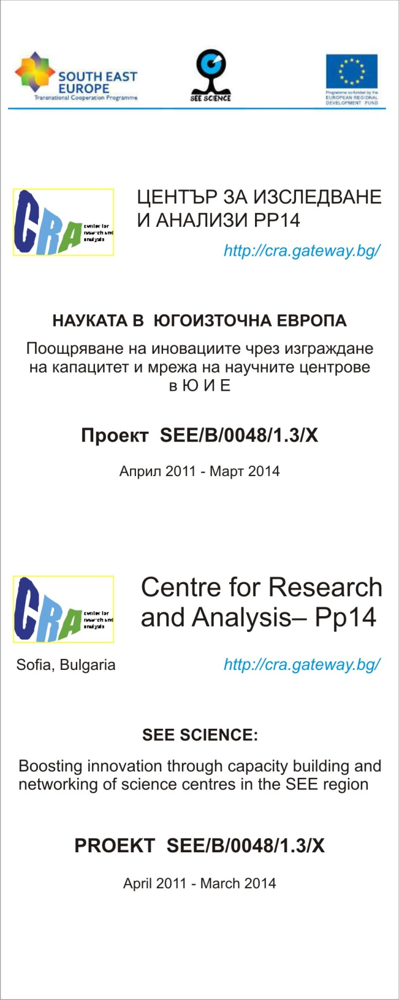 SOUTH EAST
EUROPE
Transnational Cooperation Programme
SEE SCIENCE
Programme co-funded by the
EUROPEAN REGIONAL
DEVELOPMENT FUND
ЦЕНТЪР ЗА ИЗСЛЕДВАНЕ
И АНАЛИЗИ РР14
CRA
center for
research and
analysis
http://cra.gateway.bg/
НАУКАТА В ЮГОИЗТОЧНА ЕВРОПА
Поощряване на иновациите чрез изграждане
на капацитет и мрежа на научните центрове
в Ю И Е
Проект SEE/B/0048/1.3/X
Април 2011 - Март 2014
Centre for Research
and Analysis– Pp14
CRA
center for
research and
analysis
Sofia, Bulgaria
http://cra.gateway.bg/
SEE SCIENCE:
Boosting innovation through capacity building and
networking of science centres in the SEE region
PROEKT SEE/B/0048/1.3/X
April 2011 - March 2014